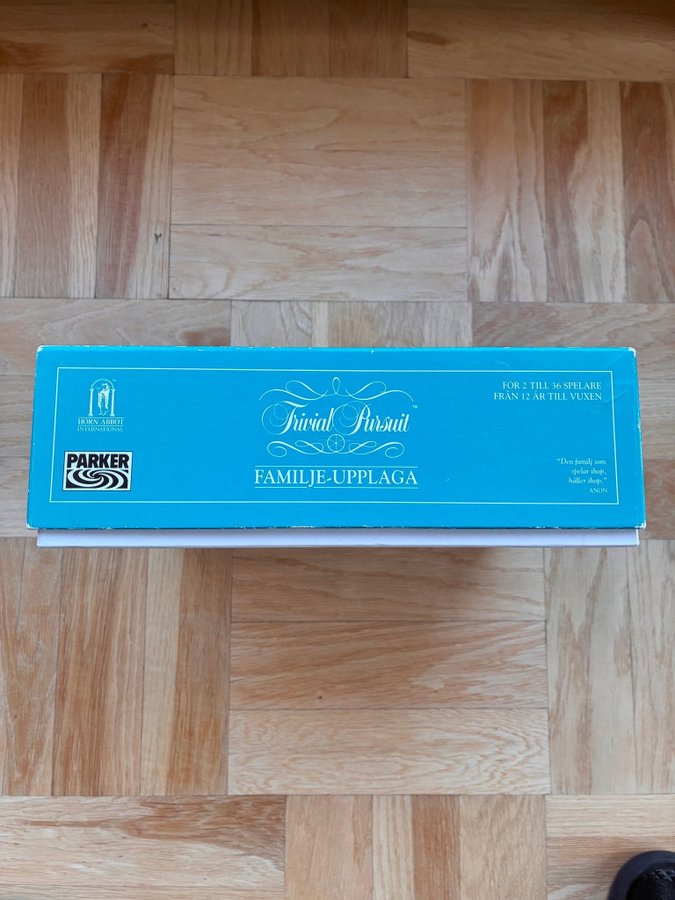 HORN ABBOT
INTERNATIONAL
PARKER
Trivial Pursuit™
FAMILJE-UPPLAGA
FÖR 2 TILL 36 SPELARE
FRÅN 12 ÅR TILL VUXEN
"Den familj som
spelar ihop,
håller ihop."
ANON